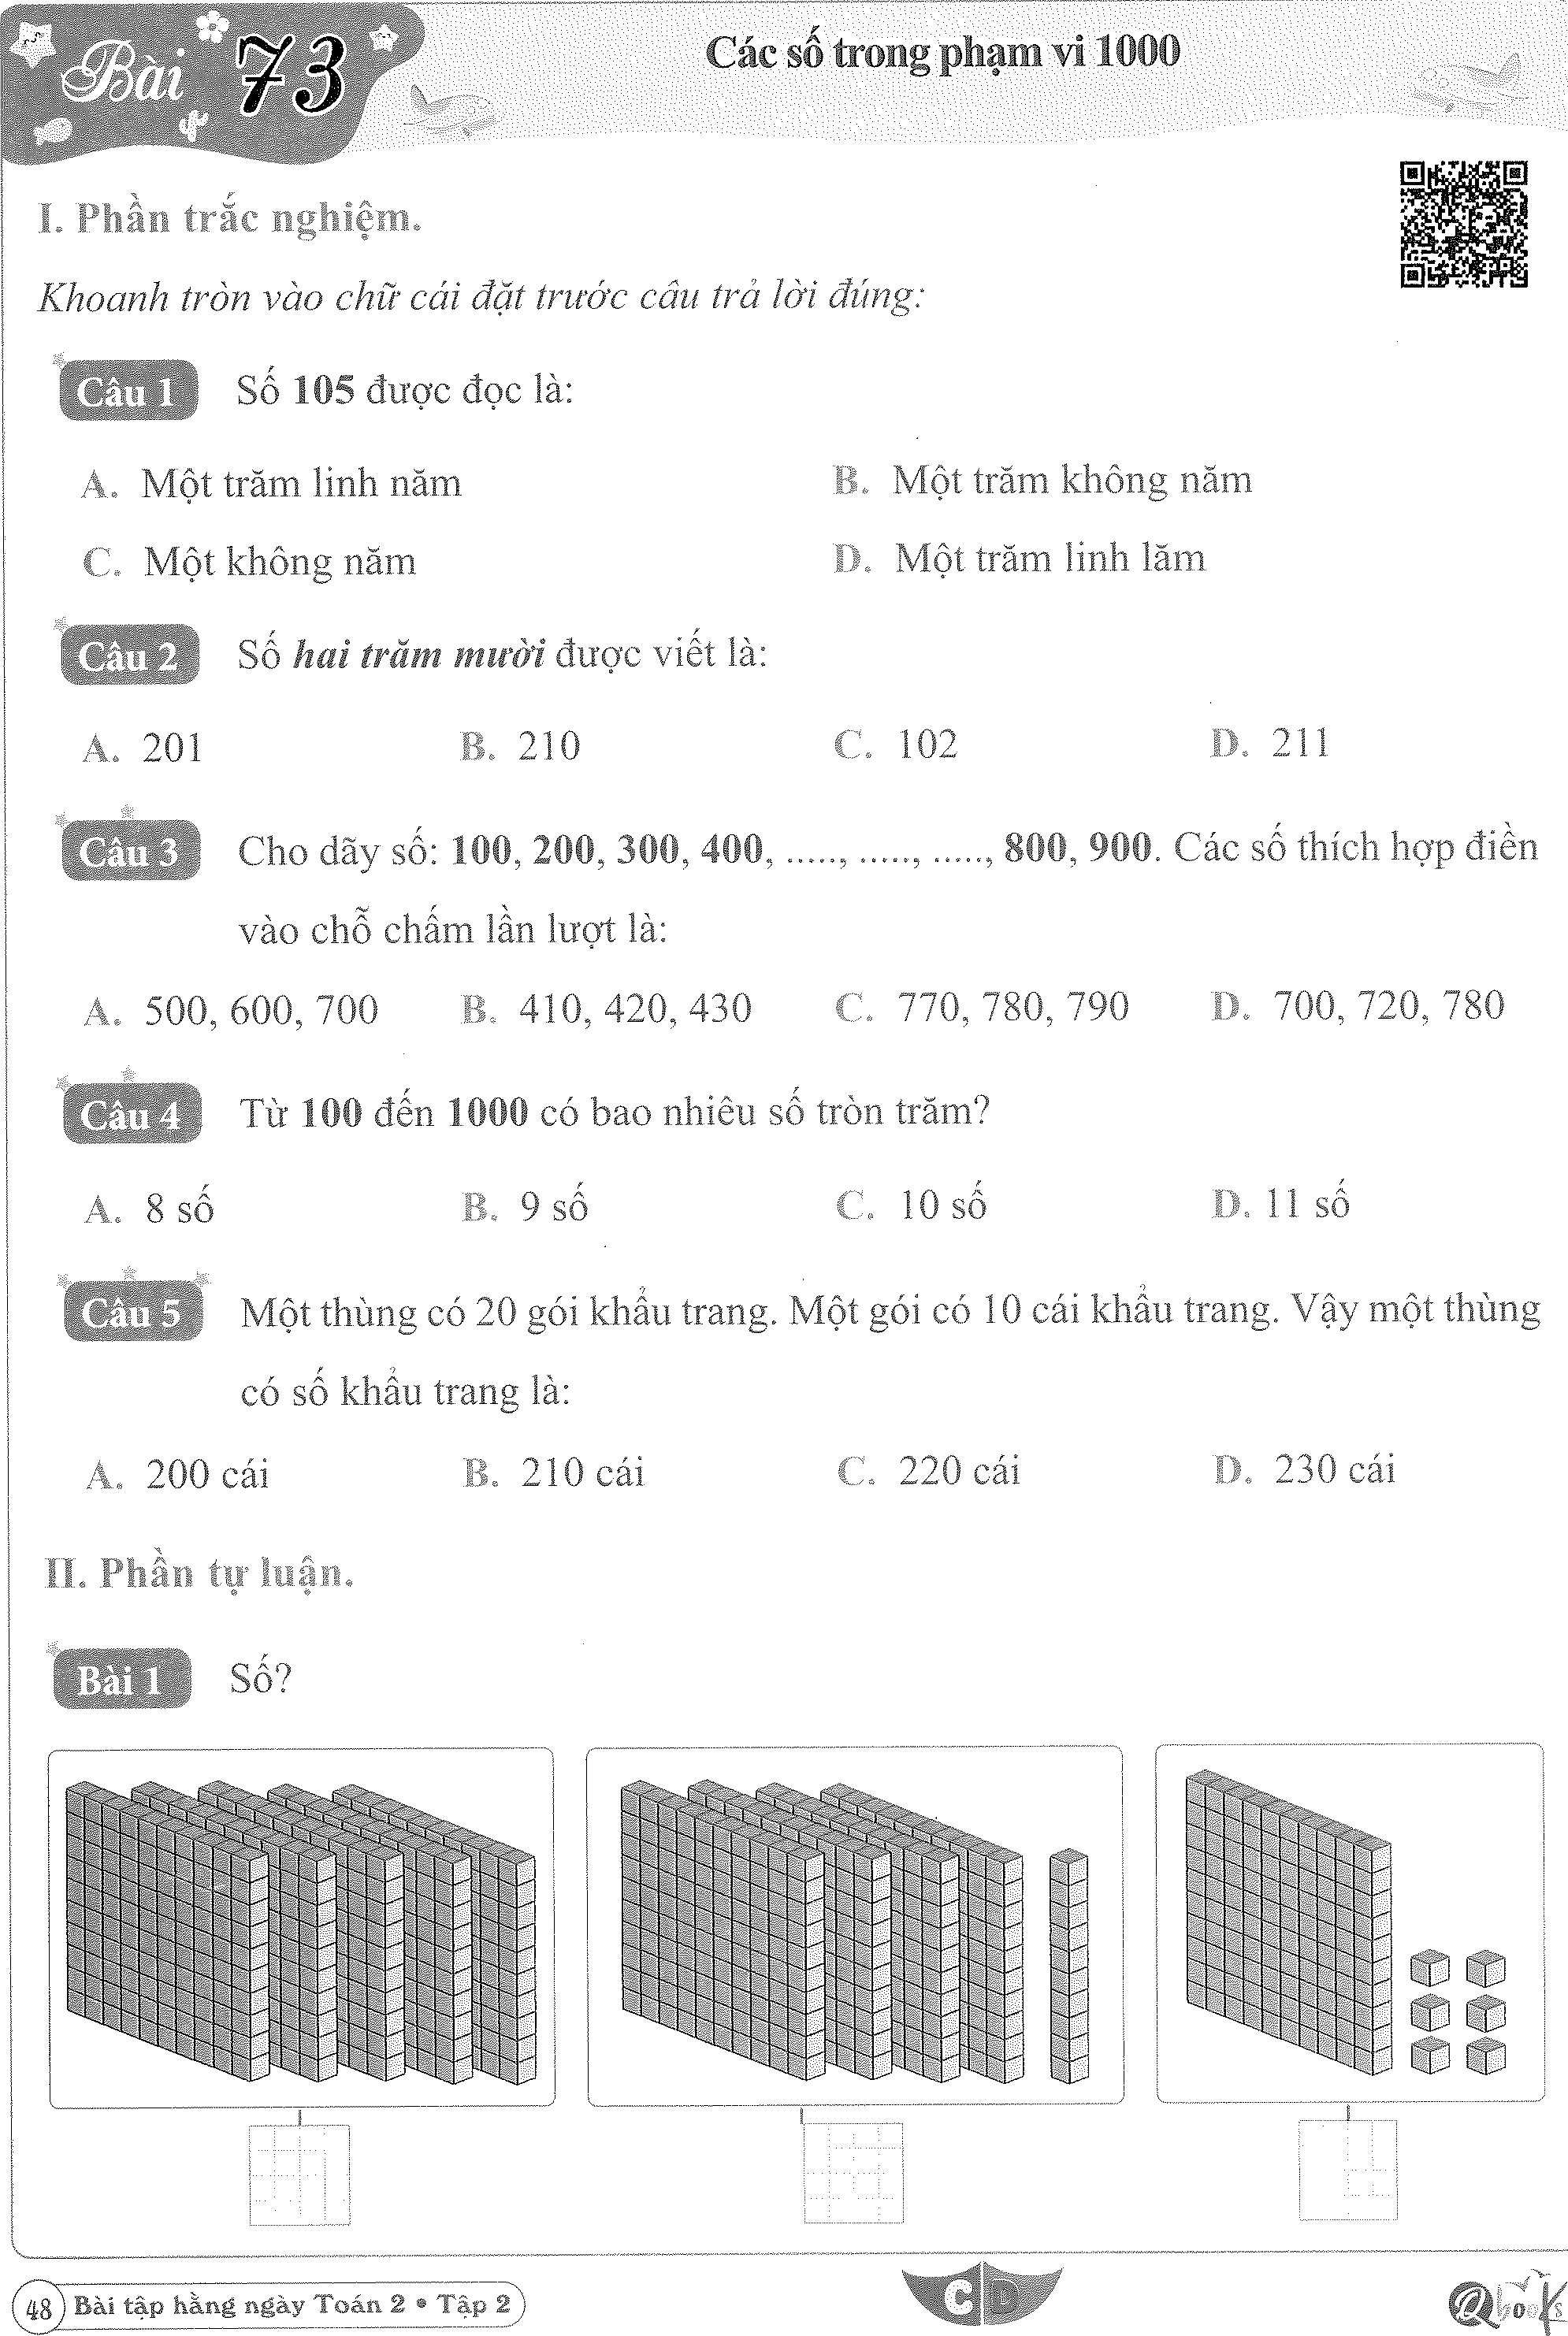 Bài 73
Các số trong phạm vi 1000
I. Phần trắc nghiệm.
Khoanh tròn vào chữ cái đặt trước câu trả lời đúng:
Câu 1 Số 105 được đọc là:
A. Một trăm linh năm B. Một trăm không năm
C. Một không năm D. Một trăm linh lăm
Câu 2 Số hai trăm mười được viết là:
A. 201 B. 210 C. 102 D. 211
Câu 3 Cho dãy số: 100, 200, 300, 400, ....., ....., ....., 800, 900. Các số thích hợp điền
vào chỗ chấm lần lượt là:
A. 500, 600, 700 B. 410, 420, 430 C. 770, 780, 790 D. 700, 720, 780
Câu 4 Từ 100 đến 1000 có bao nhiêu số tròn trăm?
A. 8 số B. 9 số C. 10 số D. 11 số
Câu 5 Một thùng có 20 gói khẩu trang. Một gói có 10 cái khẩu trang. Vậy một thùng
có số khẩu trang là:
A. 200 cái B. 210 cái C. 220 cái D. 230 cái
II. Phần tự luận.
Bài 1 Số?
48 Bài tập hằng ngày Toán 2 • Tập 2
CD
Qbooks